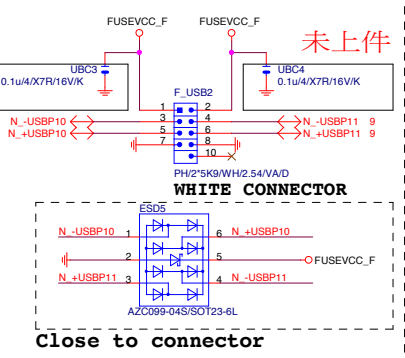 FUSEVCC_F FUSEVCC_F
未上件
UBC3 UBC4
0.1u/4/X7R/16V/K 0.1u/4/X7R/16V/K
F_USB2
1 2
N_-USBP10 3 4 N_-USBP11 9
N_+USBP10 5 6 N_+USBP11 9
7 8
10
PH/2*5K9/WH/2.54/VA/D
WHITE CONNECTOR
ESD5
N_-USBP10 1 6 N_+USBP10
2 5 FUSEVCC_F
N_+USBP11 3 4 N_-USBP11
AZC099-04S/SOT23-6L
Close to connector